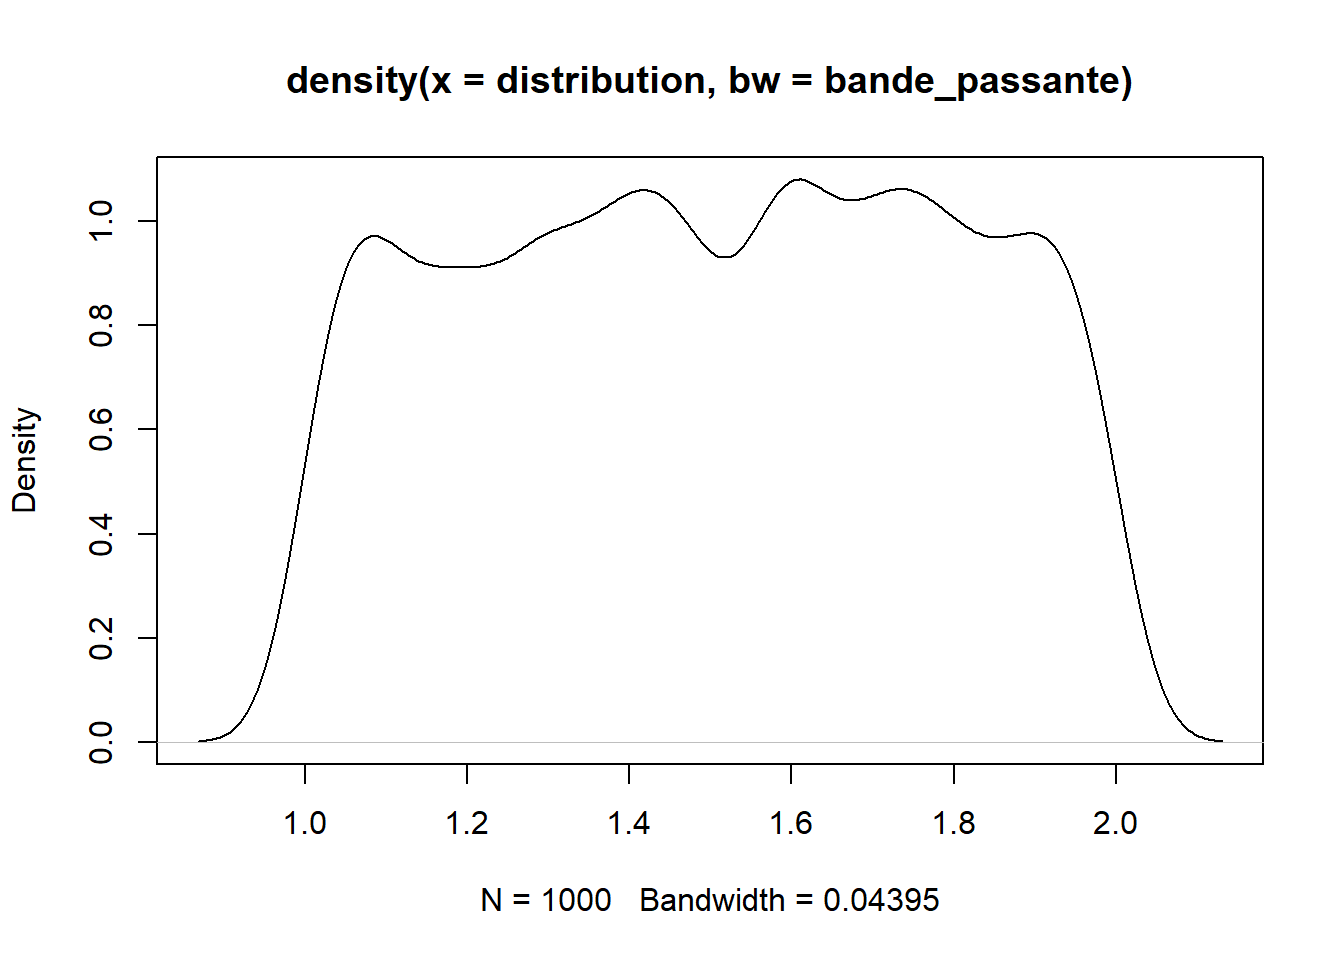 density(x = distribution, bw = bande_passante)
Density
1.0
0.8
0.6
0.4
0.2
0.0
1.0 1.2 1.4 1.6 1.8 2.0
N = 1000 Bandwidth = 0.04395